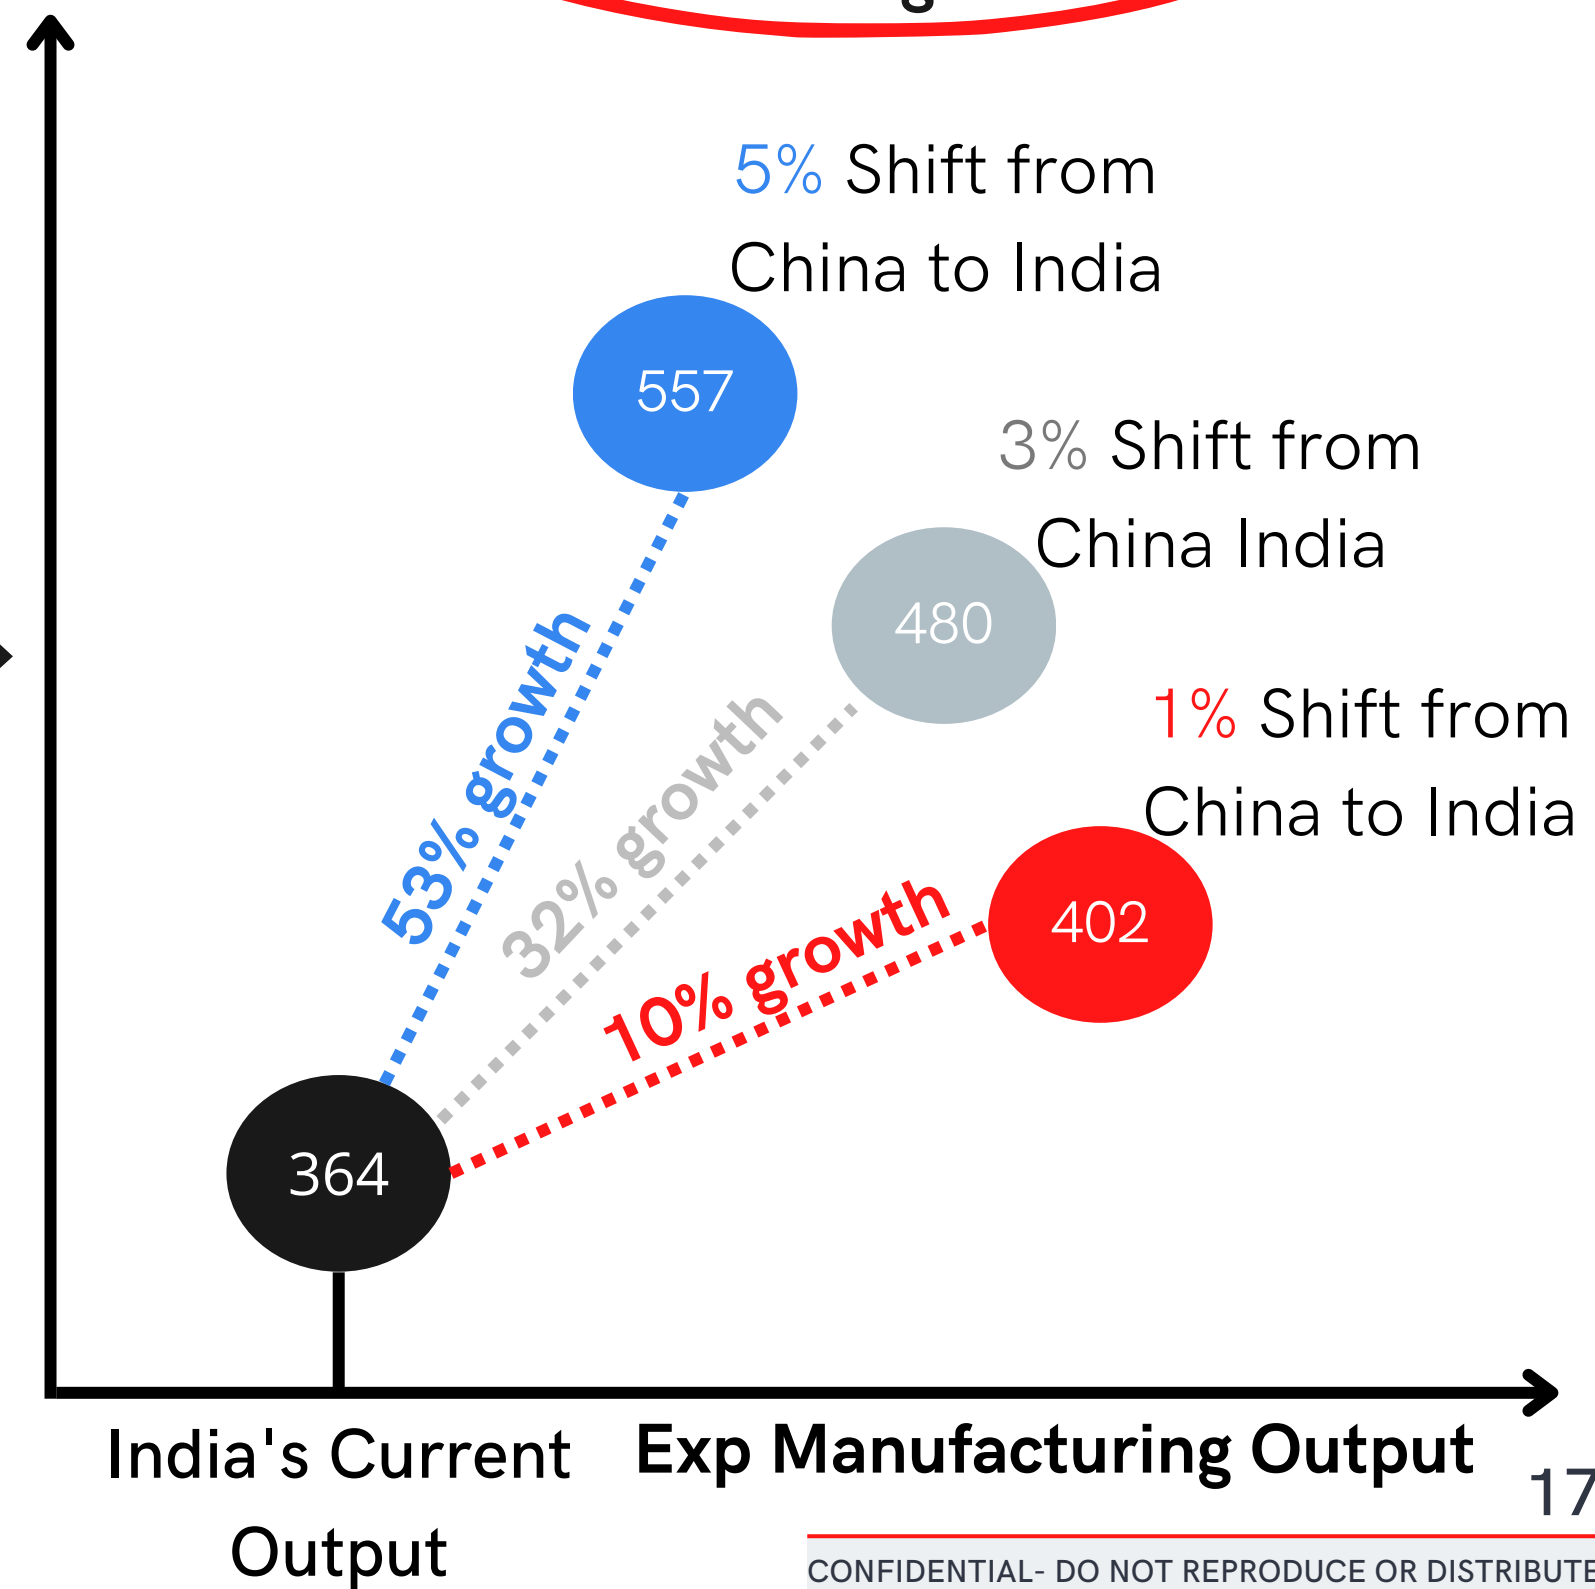 5% Shift from
China to India
557
3% Shift from
China India
480
1% Shift from
China to India
402
53% growth
32% growth
10% growth
364
India's Current
Output
Exp Manufacturing Output
17
CONFIDENTIAL- DO NOT REPRODUCE OR DISTRIBUTE